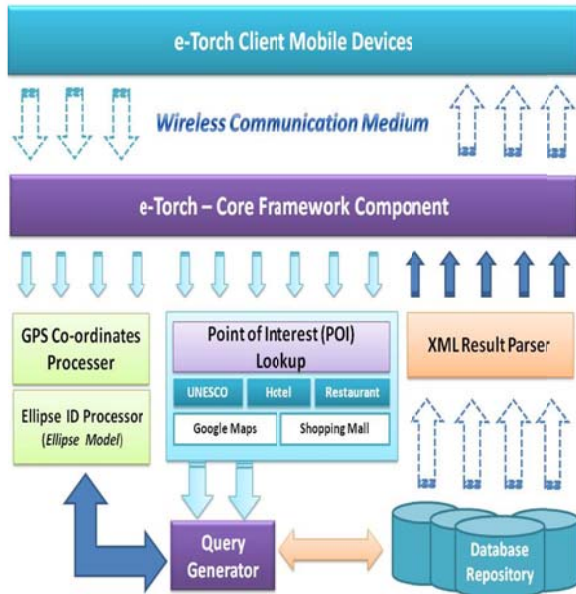 e-Torch Client Mobile Devices
Wireless Communication Medium
e-Torch – Core Framework Component
GPS Co-ordinates
Processer
Ellipse ID Processor
(Ellipse Model)
Point of Interest (POI)
Lookup
UNESCO
Hotel
Restaurant
Google Maps
Shopping Mall
XML Result Parser
Query
Generator
Database
Repository